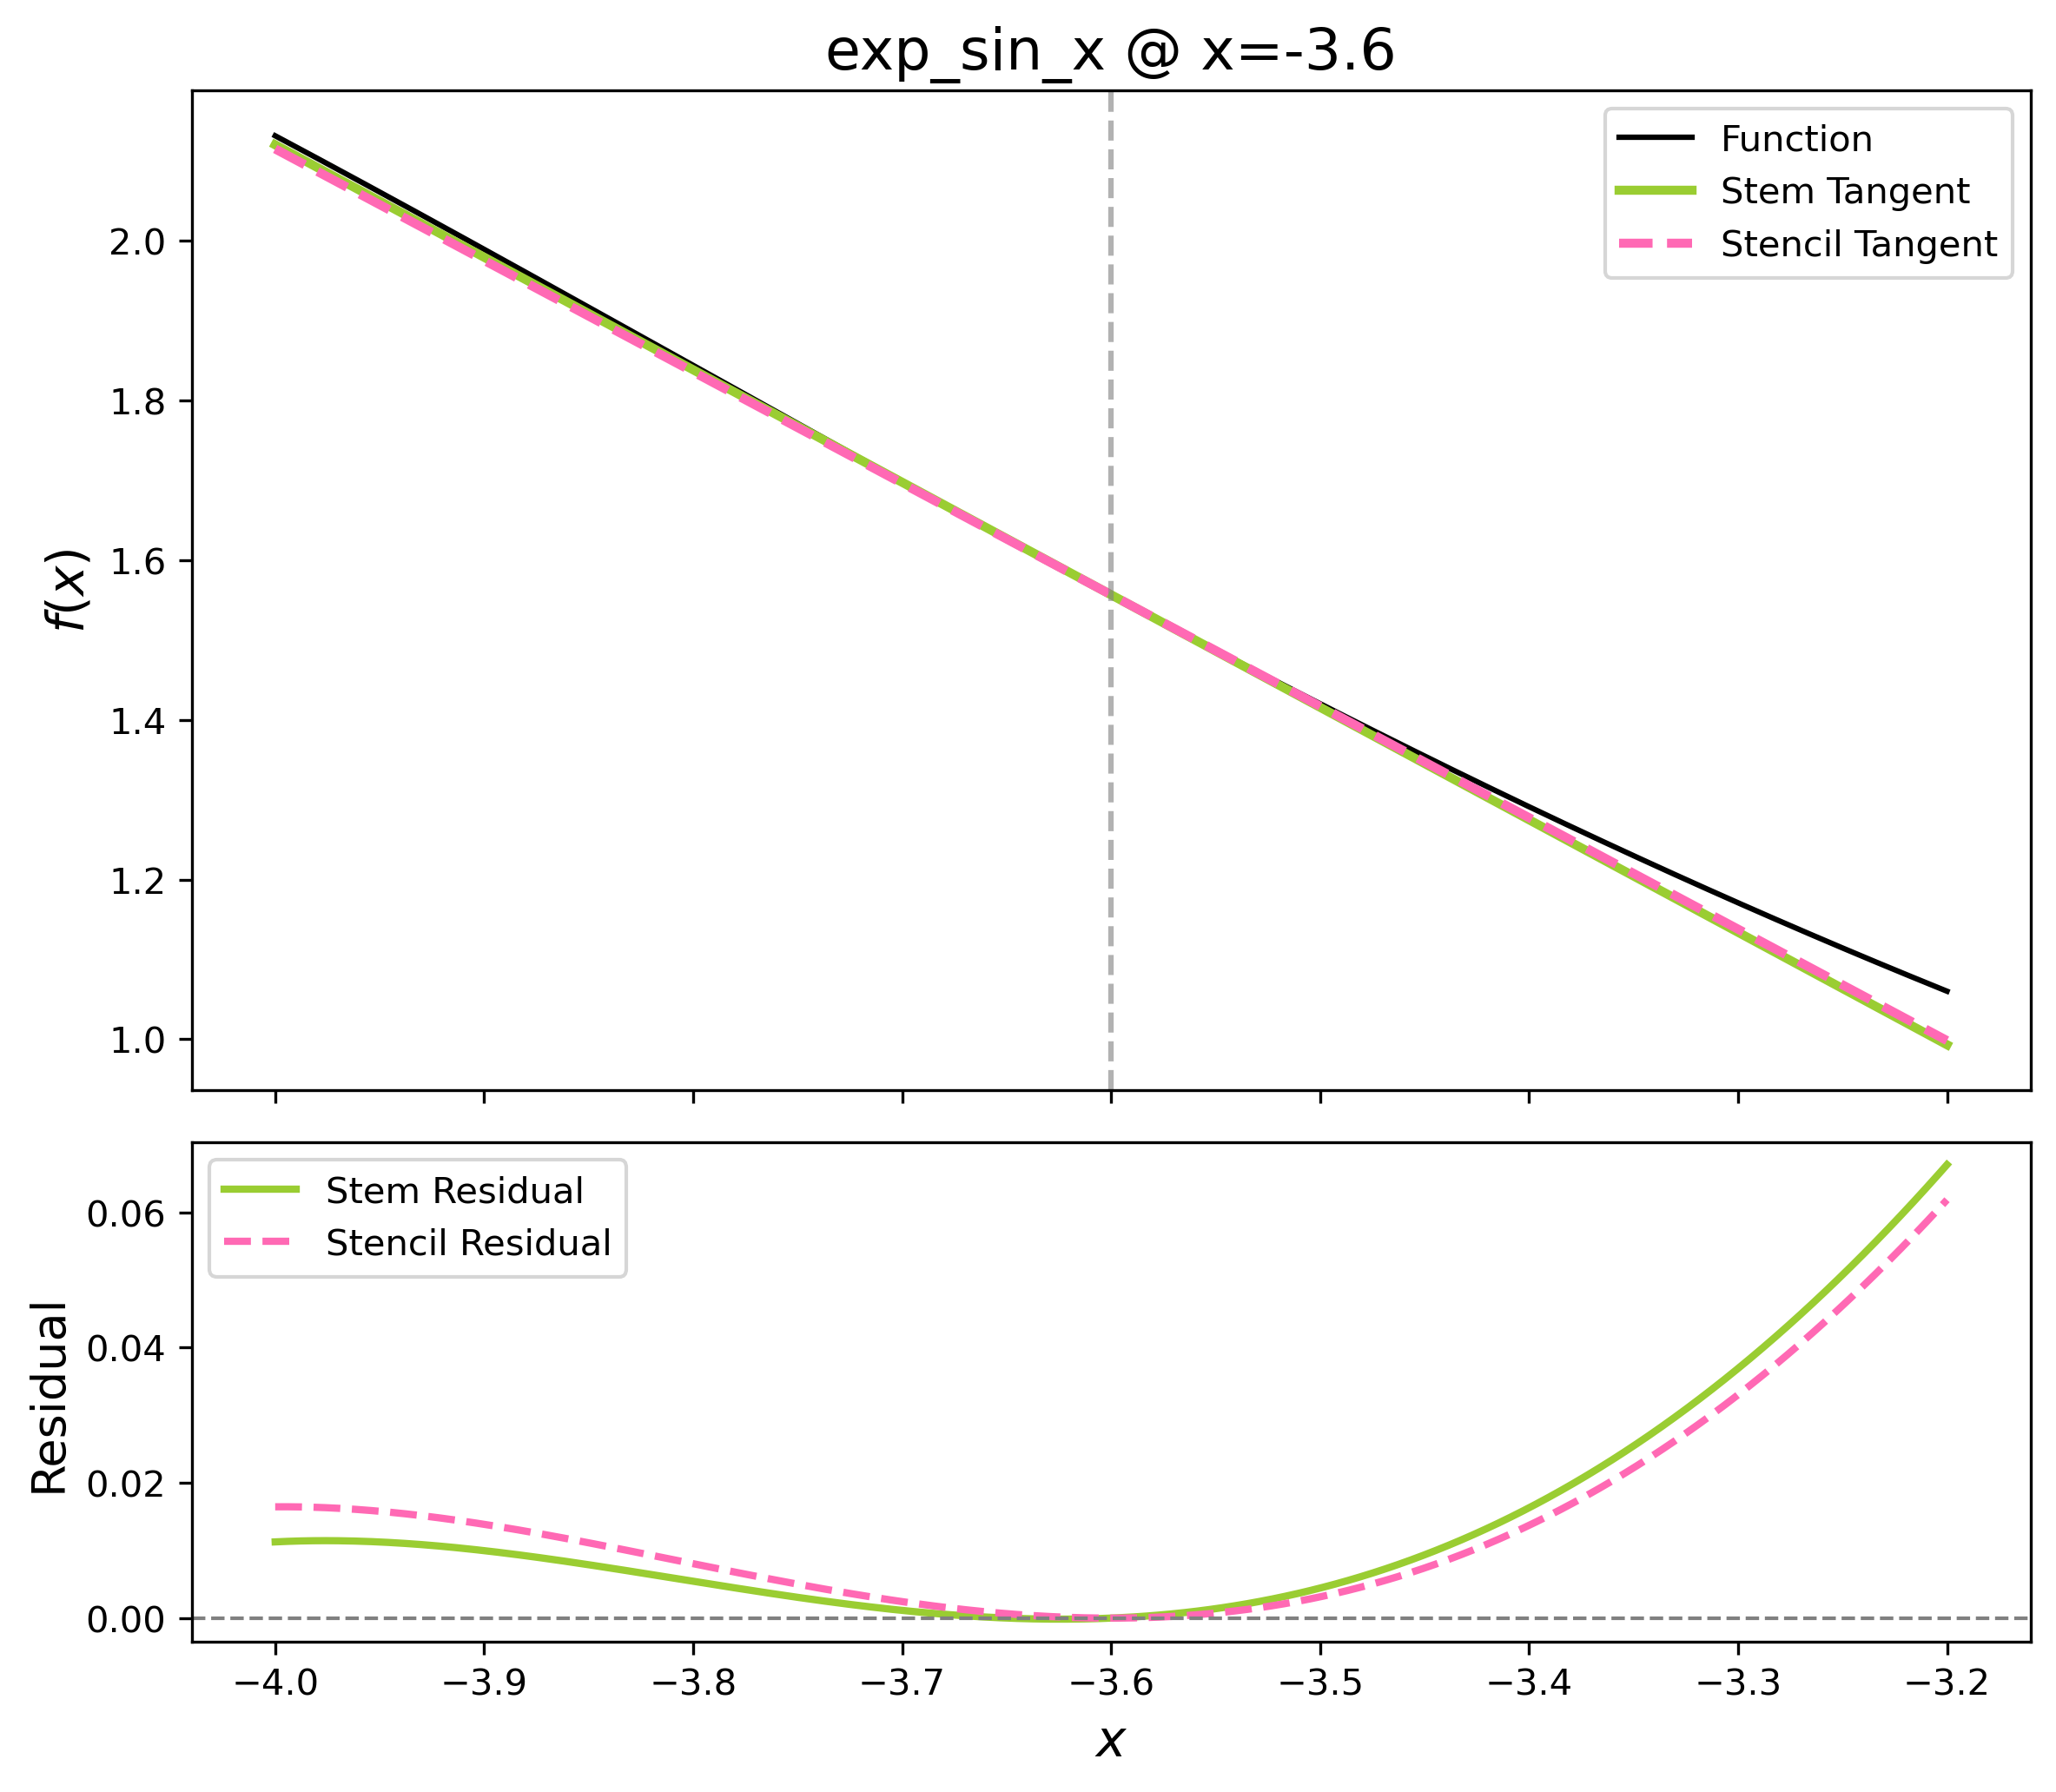 exp_sin_x @ x=-3.6
Function
Stem Tangent
Stencil Tangent
f(x)
2.0
1.8
1.6
1.4
1.2
1.0
Stem Residual
Stencil Residual
Residual
0.06
0.04
0.02
0.00
−4.0 −3.9 −3.8 −3.7 −3.6 −3.5 −3.4 −3.3 −3.2
x